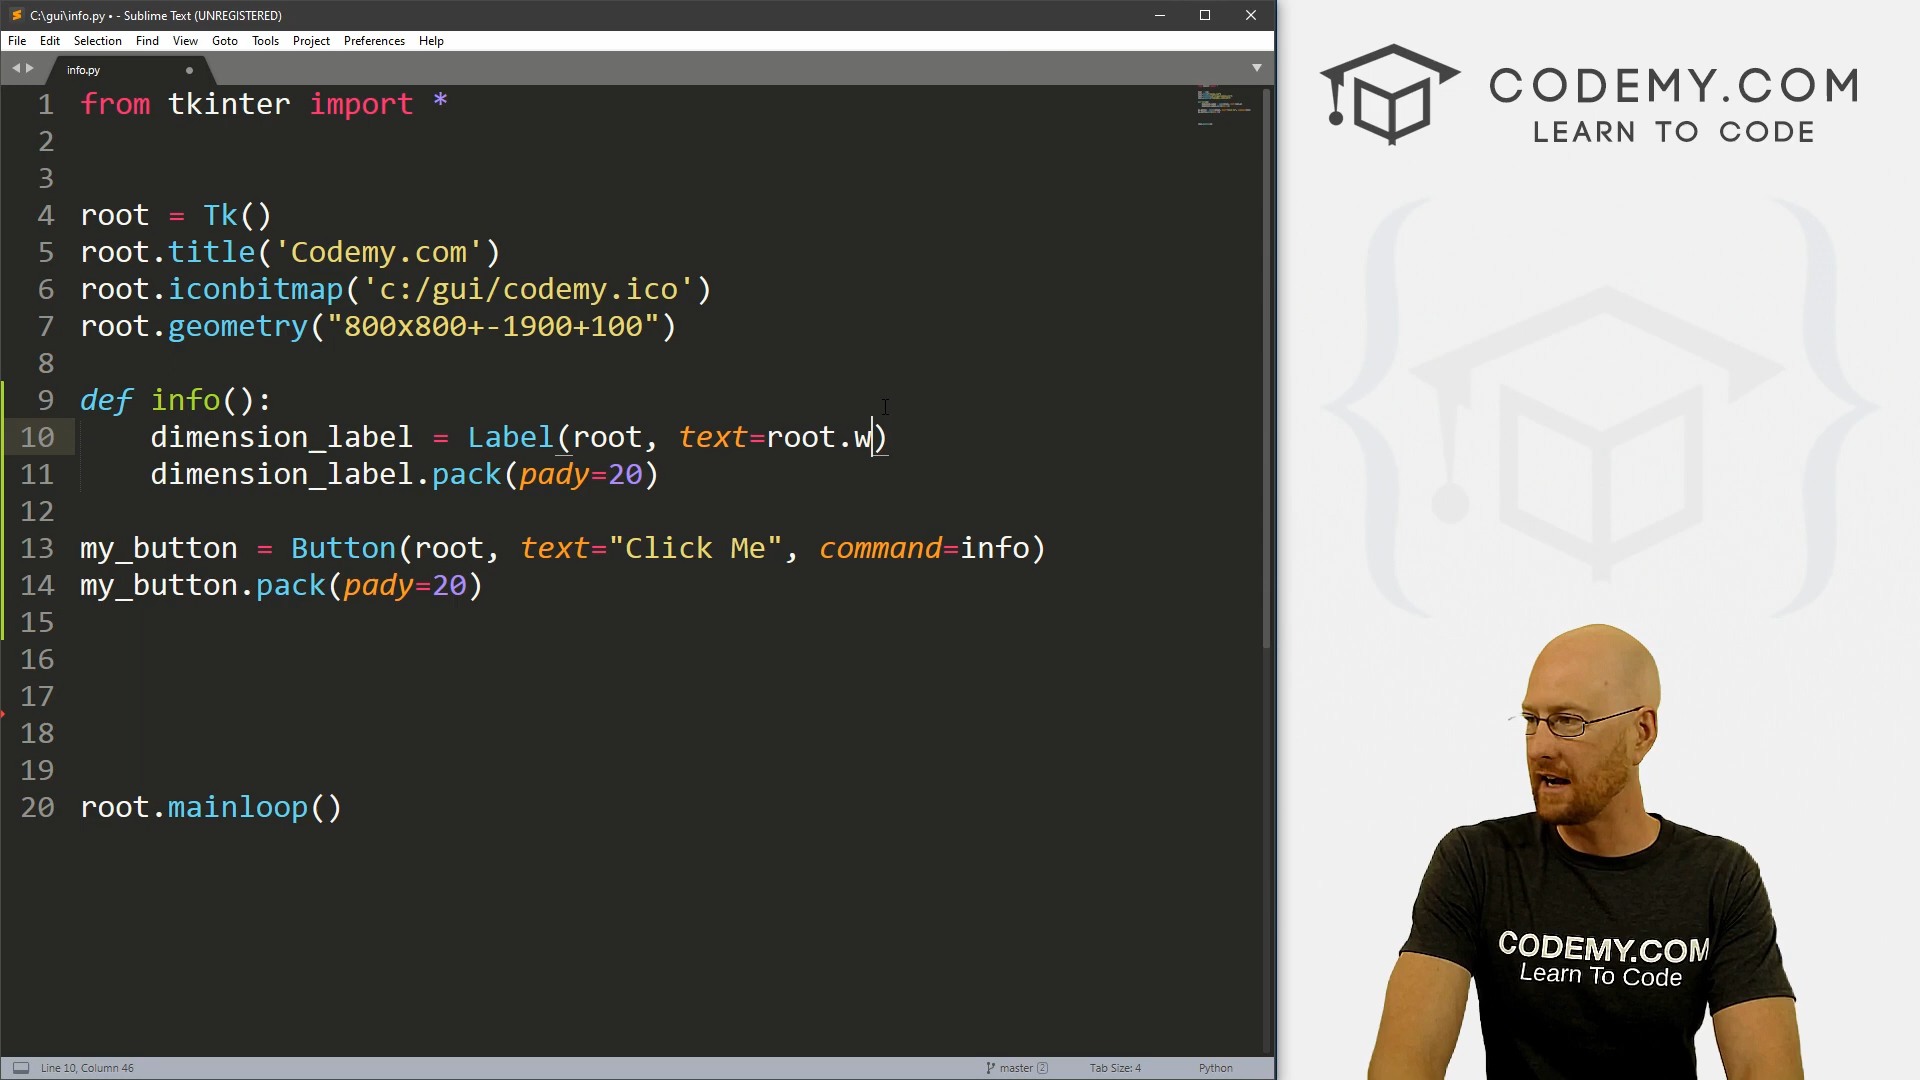 C:\gui\info.py • - Sublime Text (UNREGISTERED)
File Edit Selection Find View Goto Tools Project Preferences Help
info.py
1 from tkinter import *
2
3
4 root = Tk()
5 root.title('Codemy.com')
6 root.iconbitmap('c:/gui/codemy.ico')
7 root.geometry("800x800+-1900+100")
8
9 def info():
10 dimension_label = Label(root, text=root.w)
11 dimension_label.pack(pady=20)
12
13 my_button = Button(root, text="Click Me", command=info)
14 my_button.pack(pady=20)
15
16
17
18
19
20 root.mainloop()
Line 10, Column 46
master 2
Tab Size: 4
Python
CODEMY.COM
LEARN TO CODE
CODEMY.COM
Learn To Code